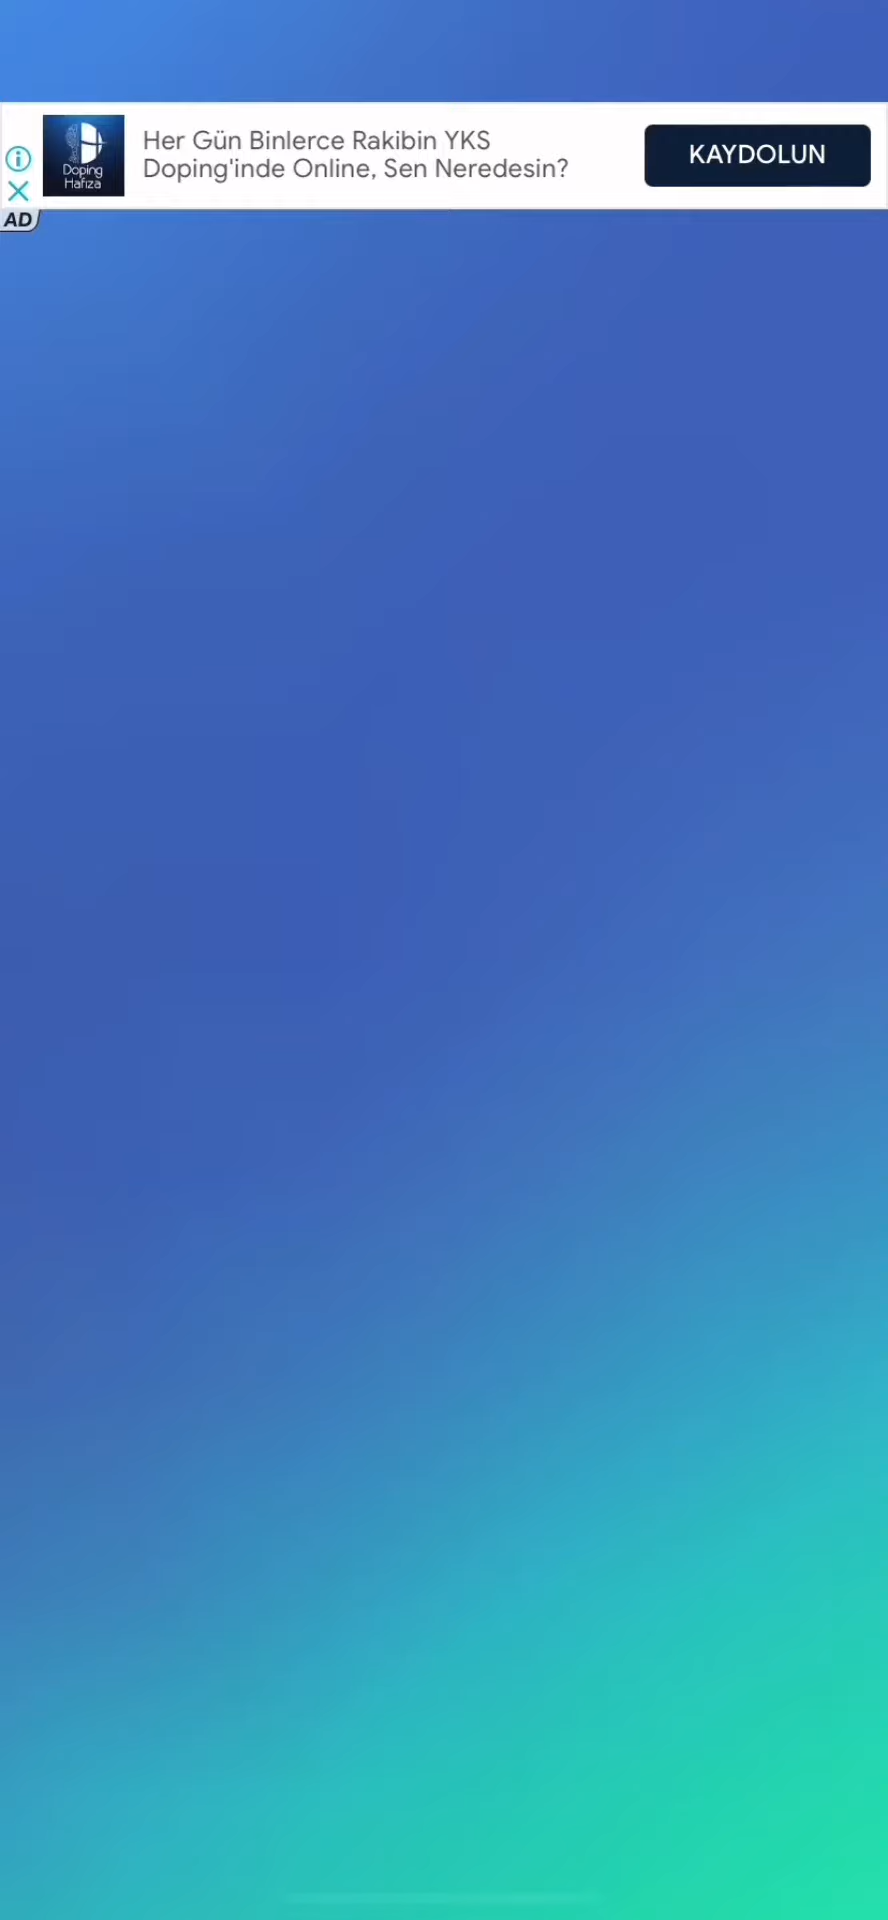 Her Gün Binlerce Rakibin YKS
Doping'inde Online, Sen Neredesin?
KAYDOLUN
Doping
Hafıza
AD